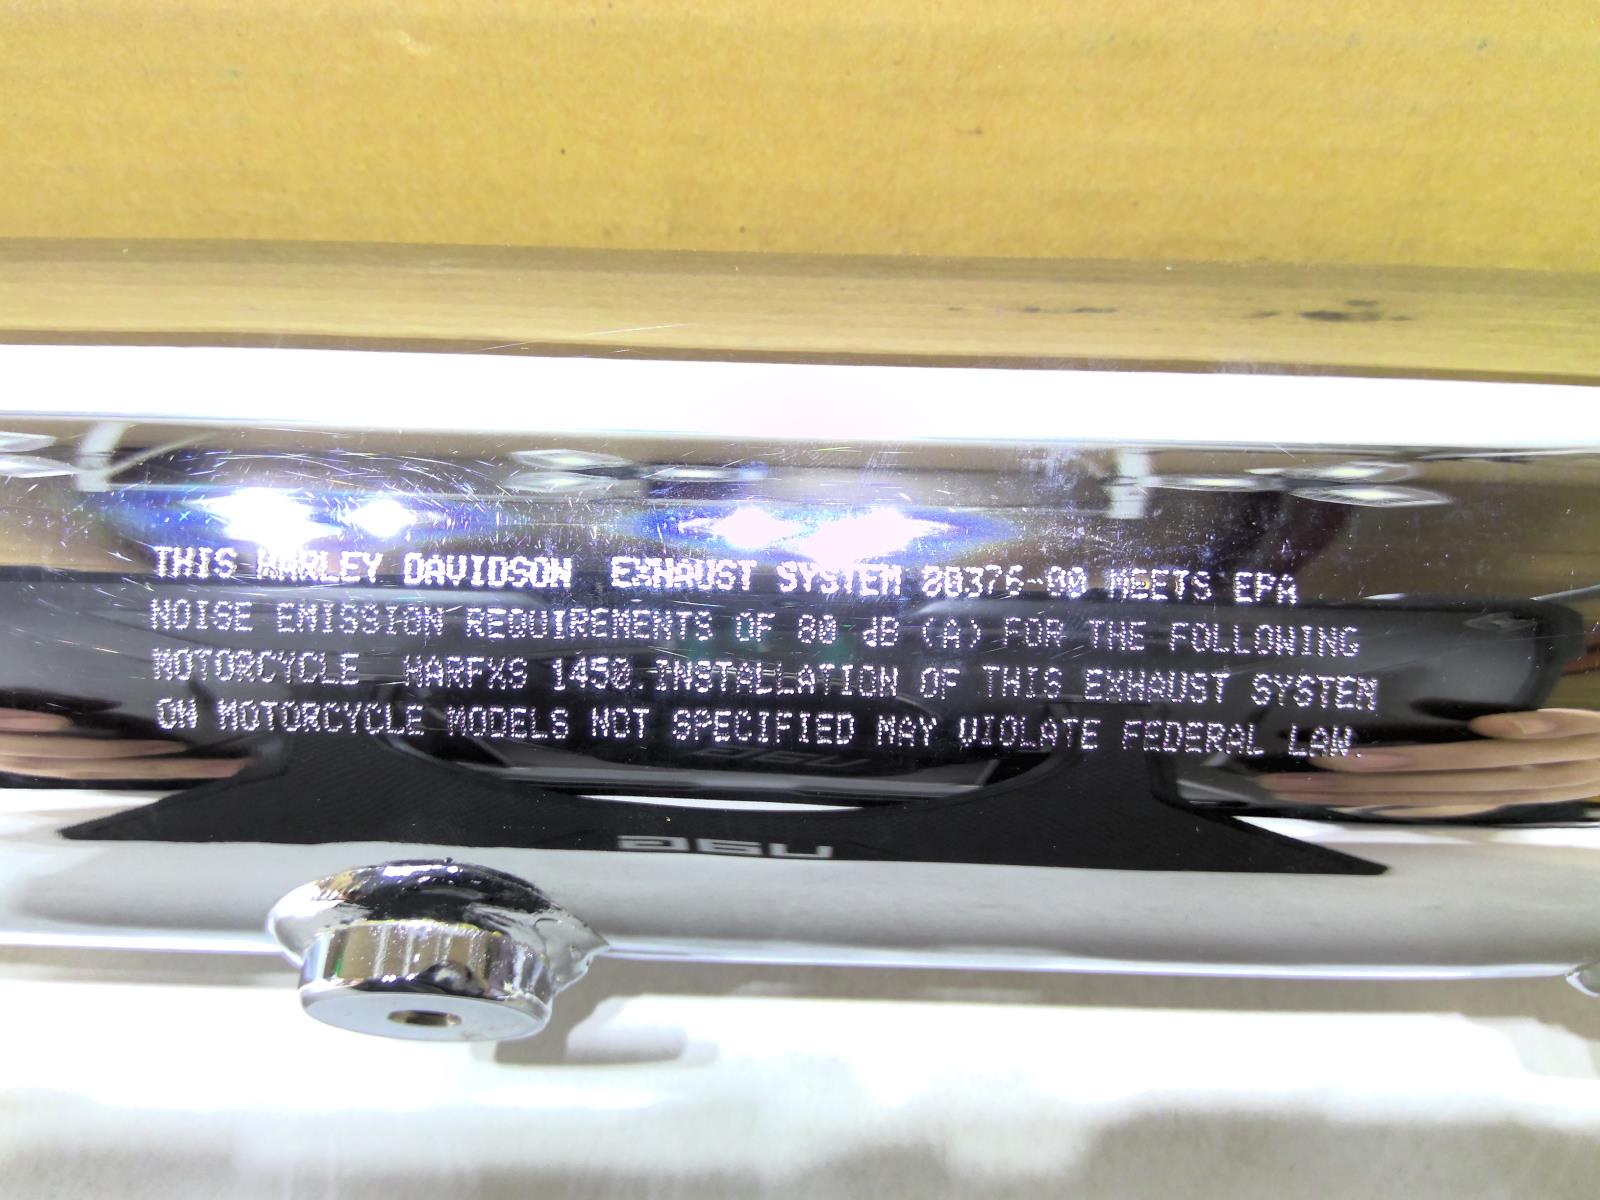 THIS HARLEY DAVIDSON EXHAUST SYSTEM 80376-00 MEETS EPA
NOISE EMISSION REQUIREMENTS OF 80 dB (A) FOR THE FOLLOWING
MOTORCYCLE HARFXS 1450. INSTALLATION OF THIS EXHAUST SYSTEM
ON MOTORCYCLE MODELS NOT SPECIFIED MAY VIOLATE FEDERAL LAW.